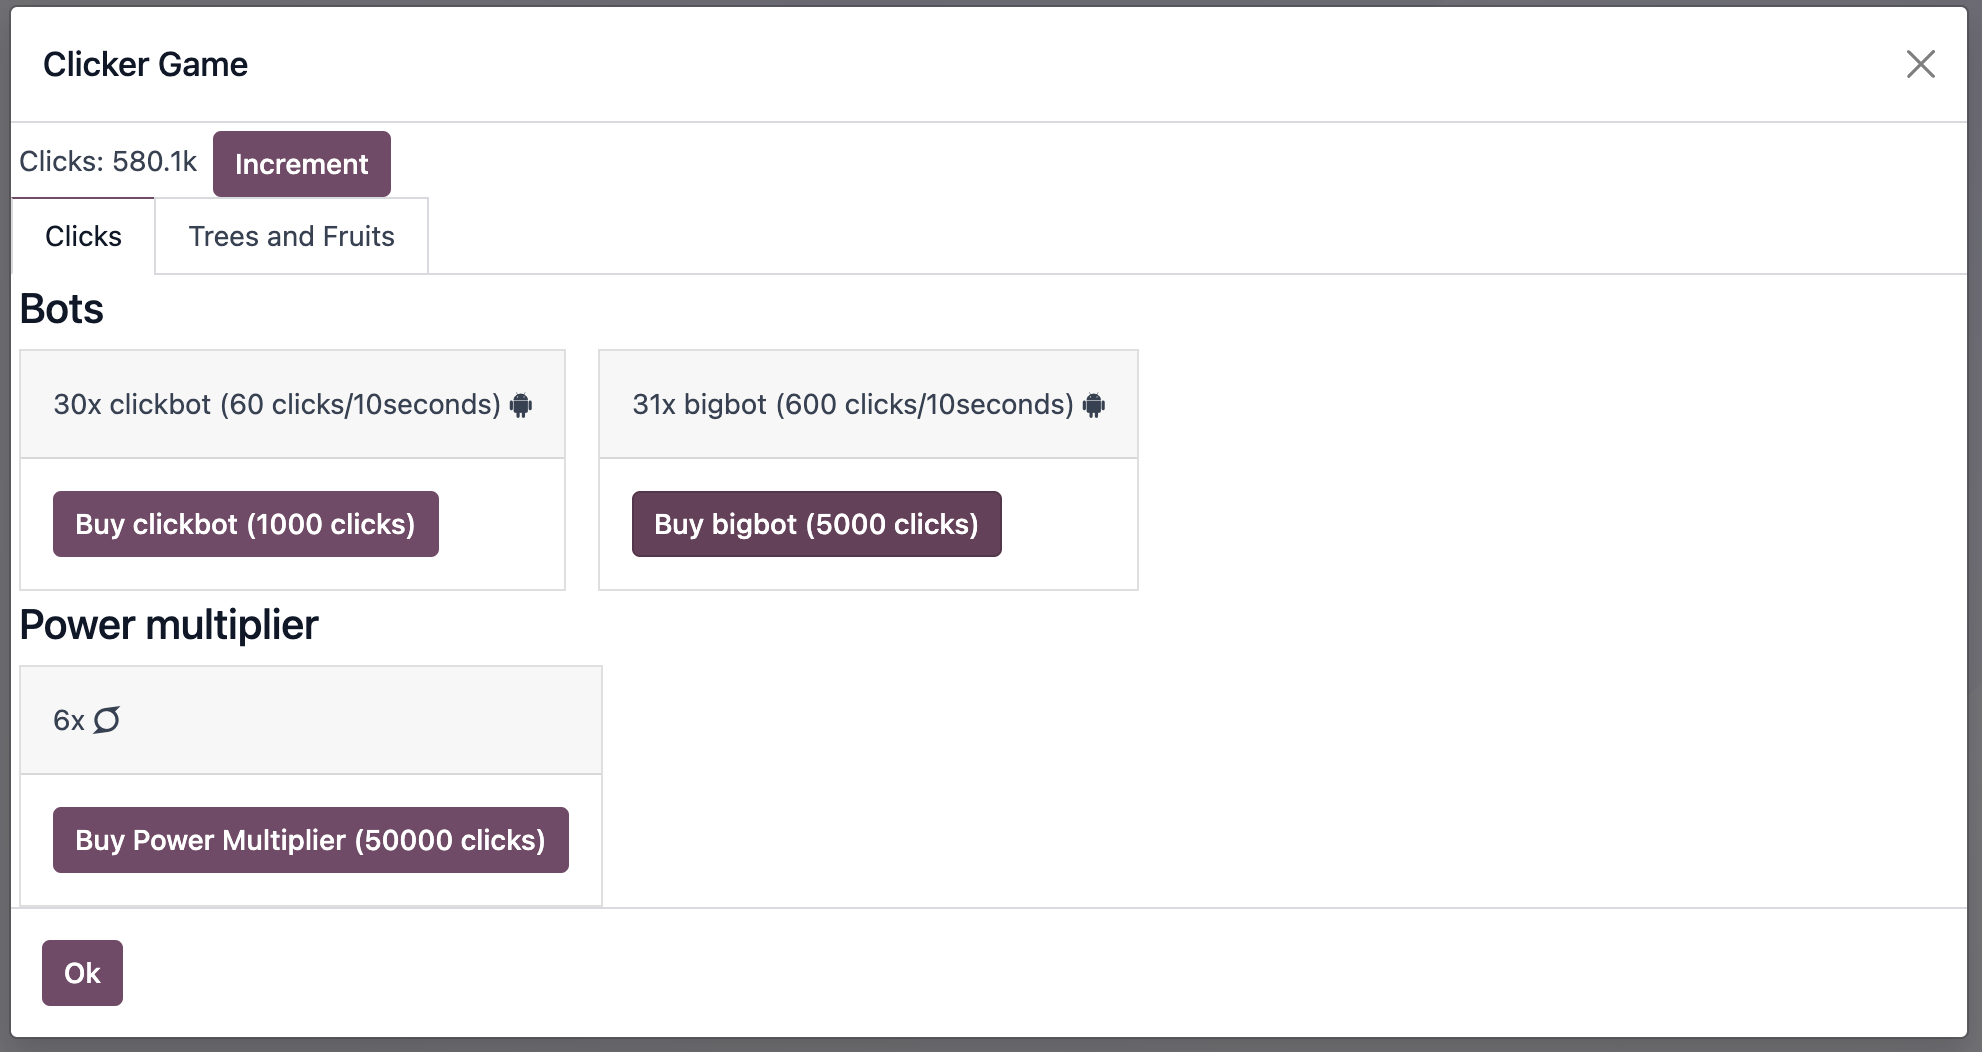 Clicker Game
Clicks: 580.1k Increment
Clicks Trees and Fruits
Bots
30x clickbot (60 clicks/10seconds)
31x bigbot (600 clicks/10seconds)
Buy clickbot (1000 clicks)
Buy bigbot (5000 clicks)
Power multiplier
6x
Buy Power Multiplier (50000 clicks)
Ok